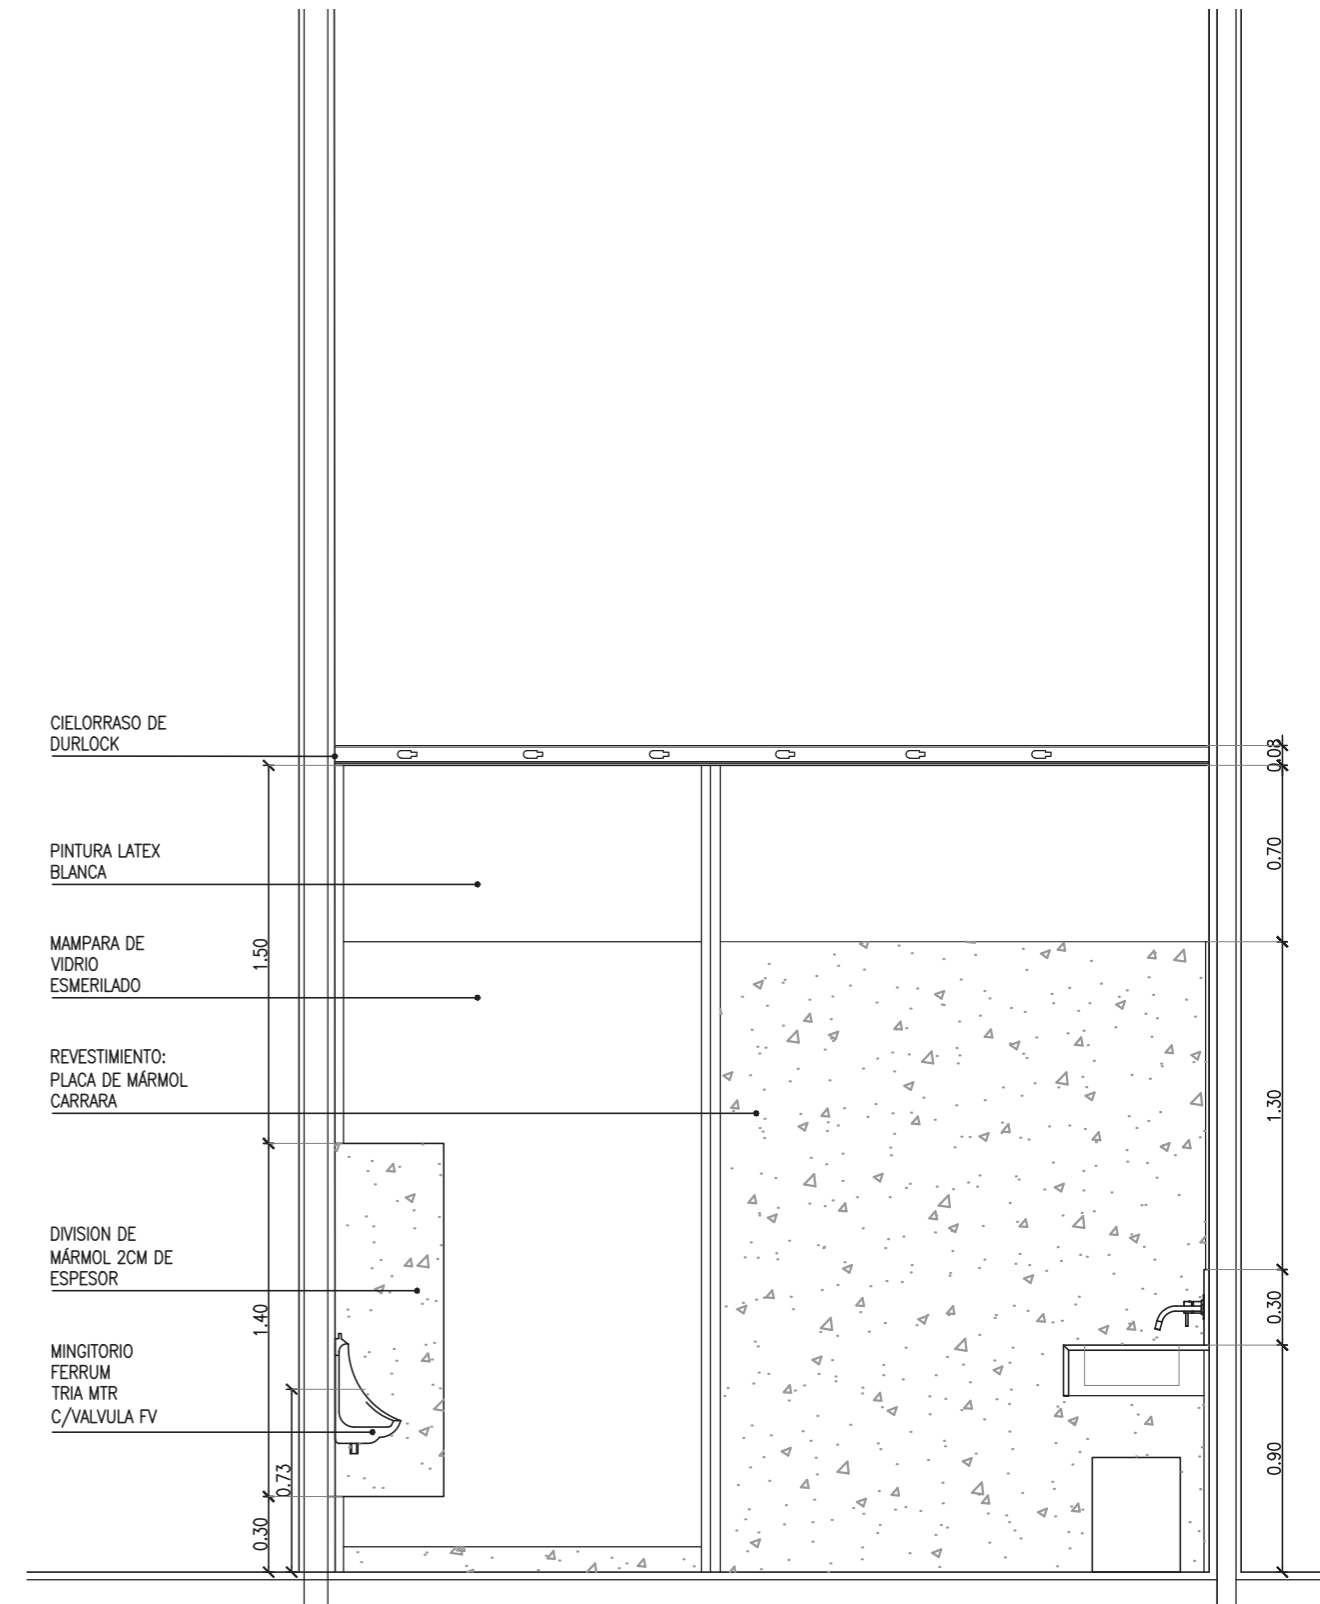 CIELORRASO DE
DURLOCK
PINTURA LATEX
BLANCA
MAMPARA DE
VIDRIO
ESMERILADO
REVESTIMIENTO:
PLACA DE MÁRMOL
CARRARA
DIVISION DE
MÁRMOL 2CM DE
ESPESOR
MINGITORIO
FERRUM
TRIA MTR
C/VALVULA FV
1.50
1.40
0.73
0.30
0.08
0.70
1.30
0.30
0.90